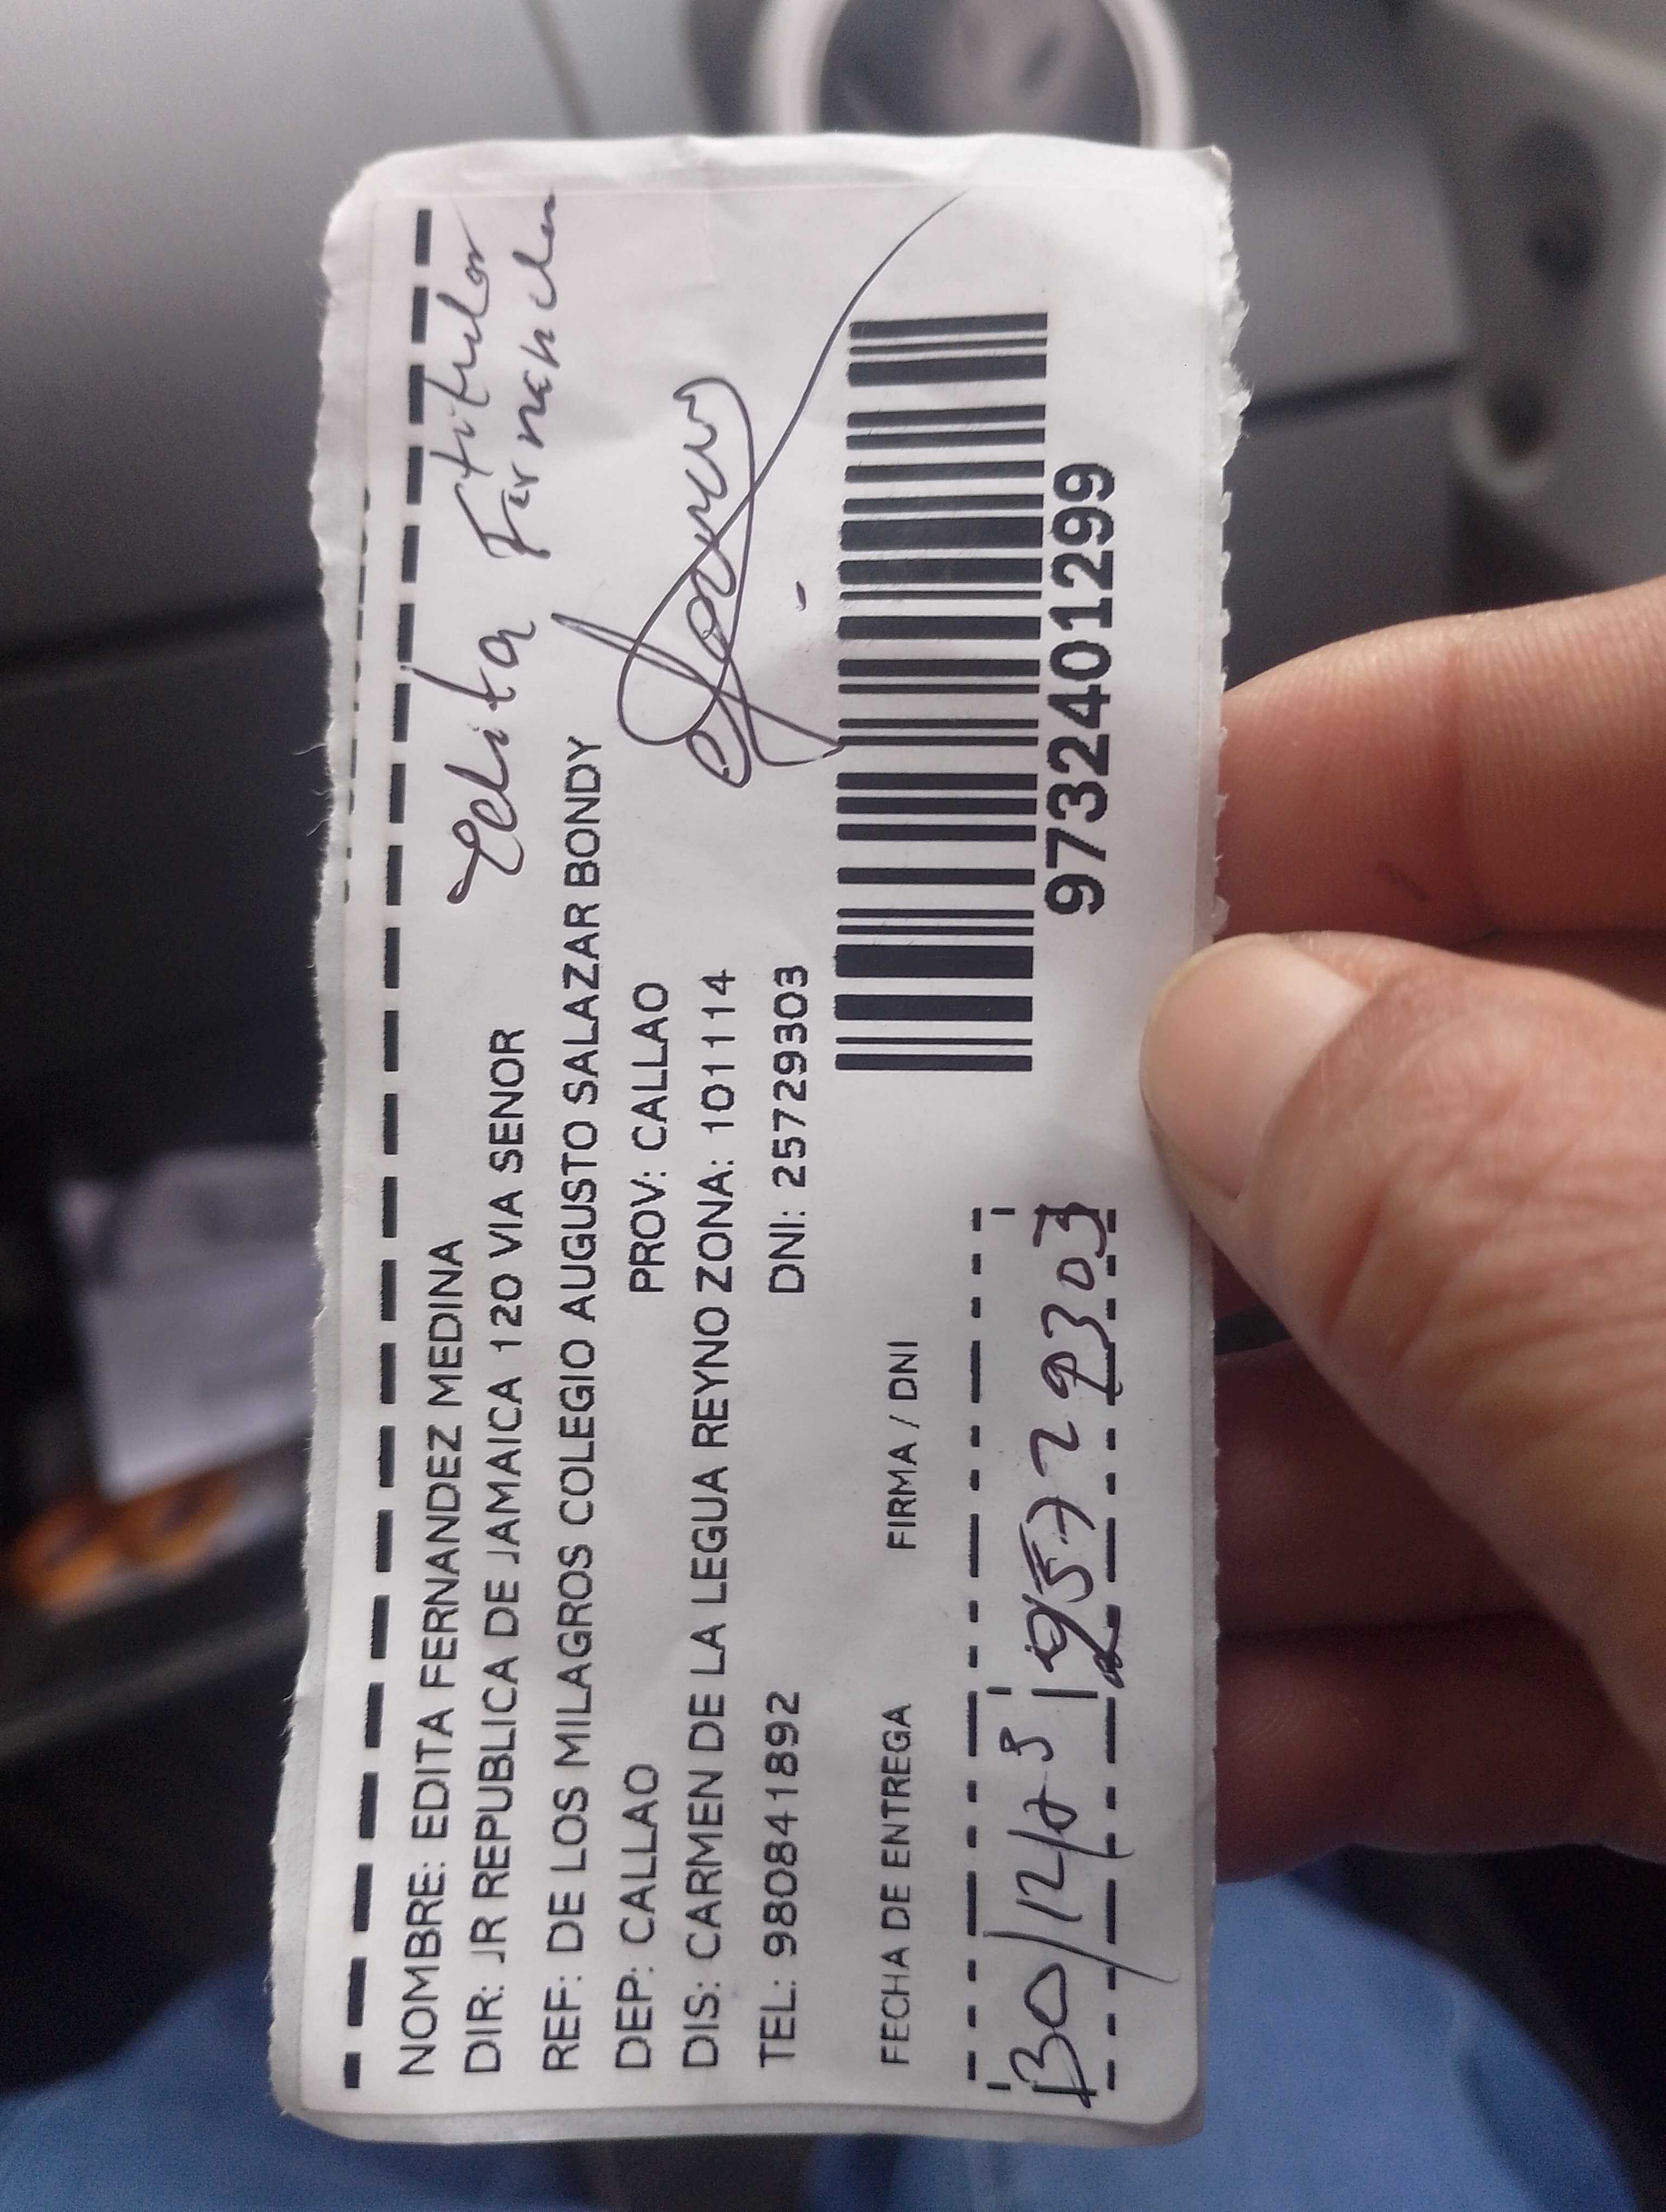 NOMBRE: EDITA FERNANDEZ MEDINA
DIR: JR REPUBLICA DE JAMAICA 120 VIA SENOR
REF: DE LOS MILAGROS COLEGIO AUGUSTO SALAZAR BONDY
DEP: CALLAO PROV: CALLAO
DIS: CARMEN DE LA LEGUA REYNO ZONA: 101114
TEL: 980841892 DNI: 25729303
Edita titular
FECHA DE ENTREGA FIRMA / DNI
30/12/23
9732401299